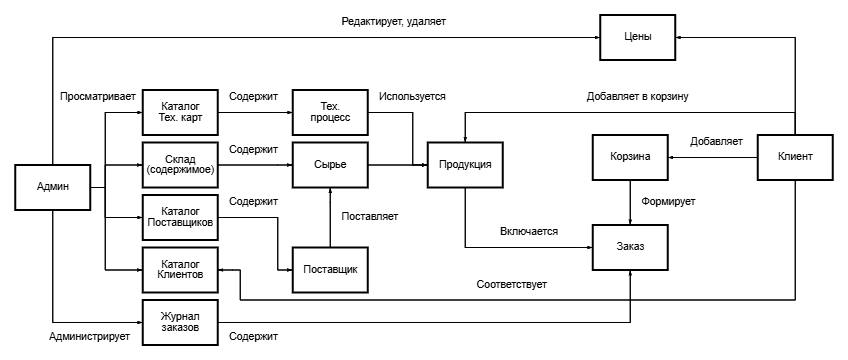 Редактирует, удаляет
Цены
Просматривает
Каталог
Тех. карт
Содержит
Тех.
процесс
Используется
Добавляет в корзину
Склад
(содержимое)
Содержит
Сырье
Продукция
Корзина
Добавляет
Клиент
Админ
Каталог
Поставщиков
Содержит
Поставляет
Формирует
Включается
Заказ
Каталог
Клиентов
Поставщик
Соответствует
Журнал
заказов
Администрирует
Содержит